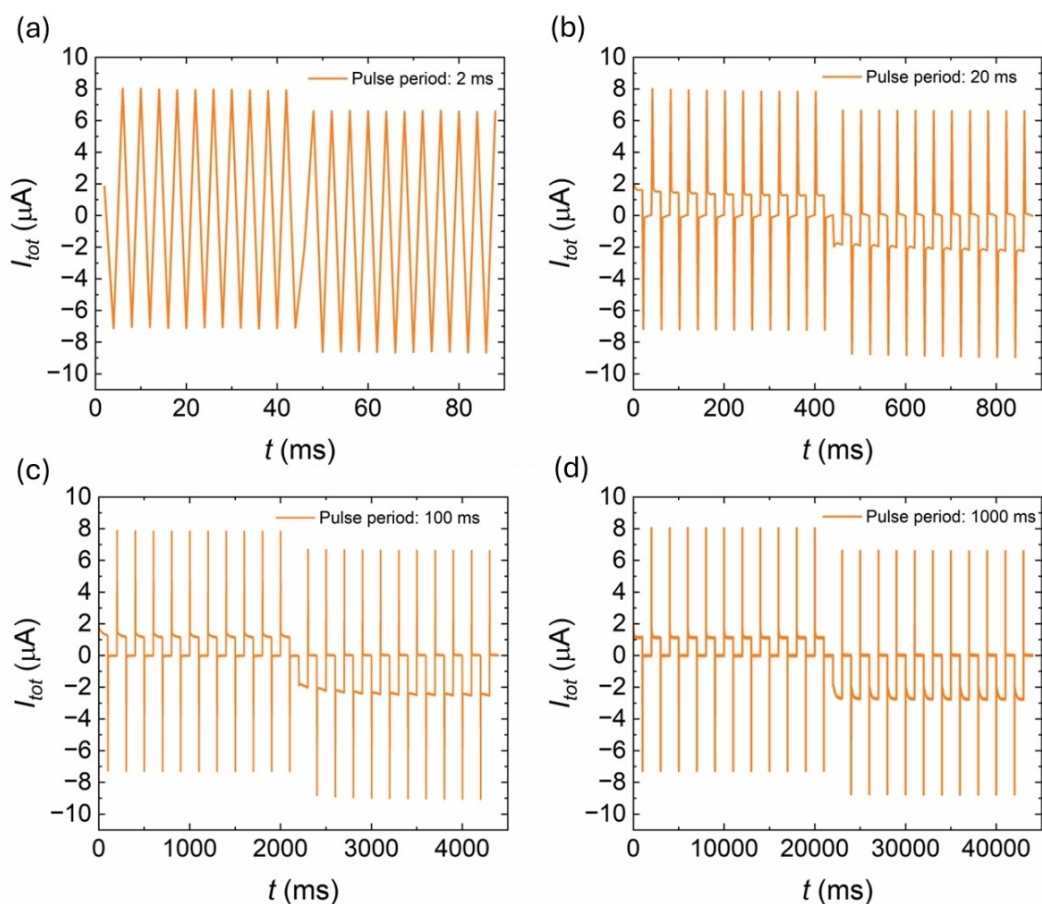 (a)
Pulse period: 2 ms
10
8
6
4
2
0
−2
−4
−6
−8
−10
I_tot (μA)
0 20 40 60 80
t (ms)
(b)
Pulse period: 20 ms
10
8
6
4
2
0
−2
−4
−6
−8
−10
I_tot (μA)
0 200 400 600 800
t (ms)
(c)
Pulse period: 100 ms
10
8
6
4
2
0
−2
−4
−6
−8
−10
I_tot (μA)
0 1000 2000 3000 4000
t (ms)
(d)
Pulse period: 1000 ms
10
8
6
4
2
0
−2
−4
−6
−8
−10
I_tot (μA)
0 10000 20000 30000 40000
t (ms)